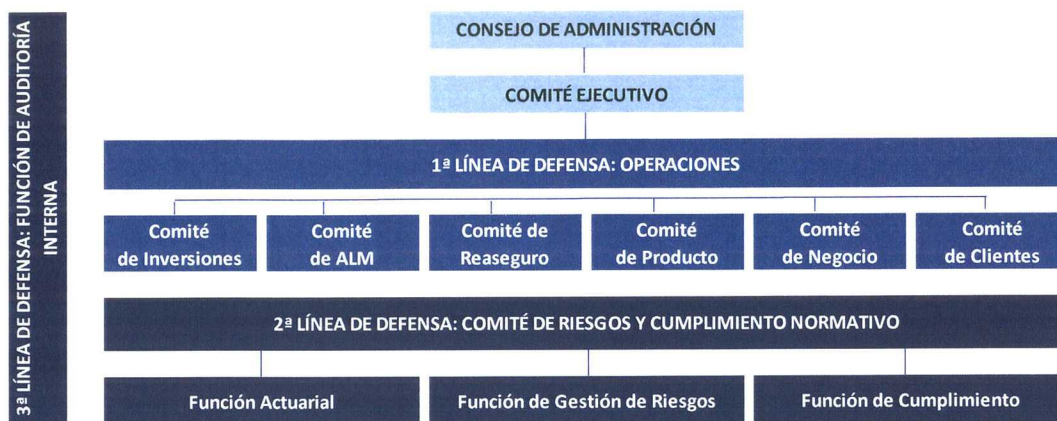 3ª LÍNEA DE DEFENSA: FUNCIÓN DE AUDITORÍA
INTERNA
CONSEJO DE ADMINISTRACIÓN
COMITÉ EJECUTIVO
1ª LÍNEA DE DEFENSA: OPERACIONES
Comité
de Inversiones
Comité
de ALM
Comité de
Reaseguro
Comité
de Producto
Comité
de Negocio
Comité
de Clientes
2ª LÍNEA DE DEFENSA: COMITÉ DE RIESGOS Y CUMPLIMIENTO NORMATIVO
Función Actuarial
Función de Gestión de Riesgos
Función de Cumplimiento